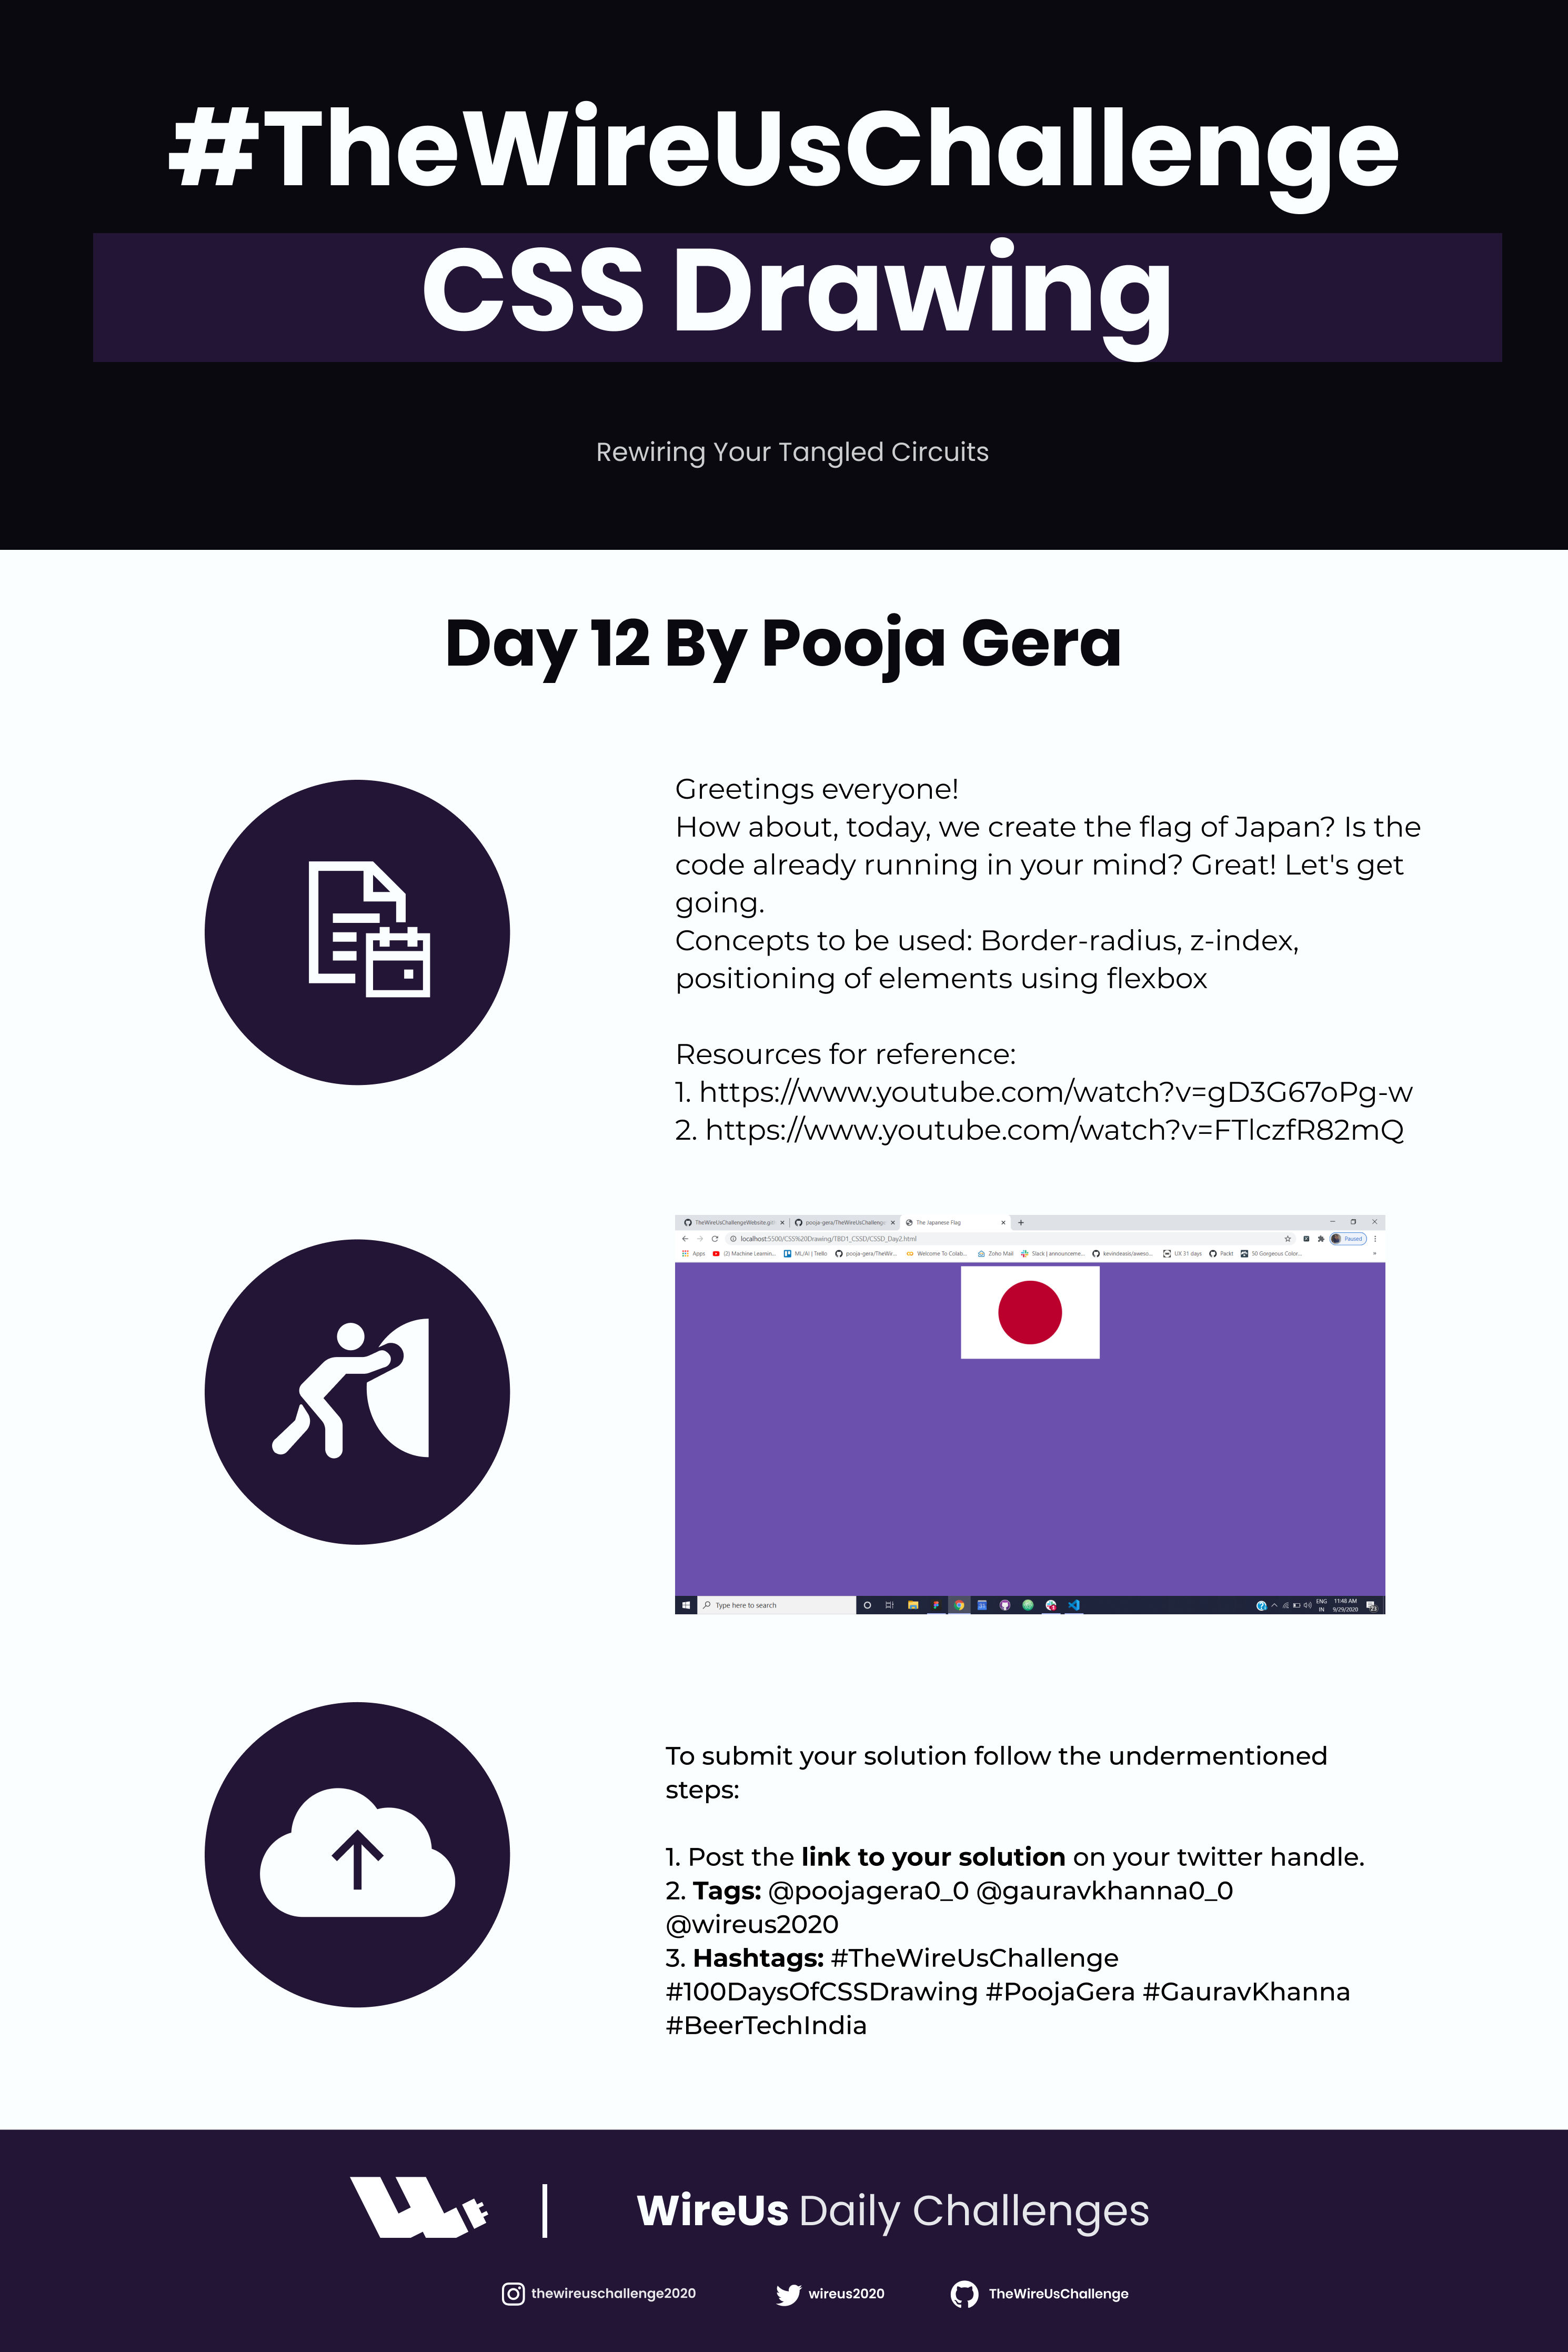 #TheWireUsChallenge
CSS Drawing
Rewiring Your Tangled Circuits
Day 12 By Pooja Gera
Greetings everyone!
How about, today, we create the flag of Japan? Is the
code already running in your mind? Great! Let's get
going.
Concepts to be used: Border-radius, z-index,
positioning of elements using flexbox
Resources for reference:
1. https://www.youtube.com/watch?v=gD3G67oPg-w
2. https://www.youtube.com/watch?v=FTlczfR82mQ
TheWireUsChallengeWebsite.git pooja-gera/TheWireUsChallenge The Japanese Flag
localhost:5500/CSS%20Drawing/TBD1_CSSD/CSSD_Day2.html Paused
Apps (2) Machine Learnin... ML/AI | Trello pooja-gera/TheWir... Welcome To Colab... Zoho Mail Slack | announceme... kevindeasis/aweso... UX 31 days Packt 50 Gorgeous Color...
Type here to search
ENG 11:48 AM
IN 9/29/2020
To submit your solution follow the undermentioned
steps:
1. Post the link to your solution on your twitter handle.
2. Tags: @poojagera0_0 @gauravkhanna0_0
@wireus2020
3. Hashtags: #TheWireUsChallenge
#100DaysOfCSSDrawing #PoojaGera #GauravKhanna
#BeerTechIndia
WireUs Daily Challenges
thewireuschallenge2020 wireus2020 TheWireUsChallenge